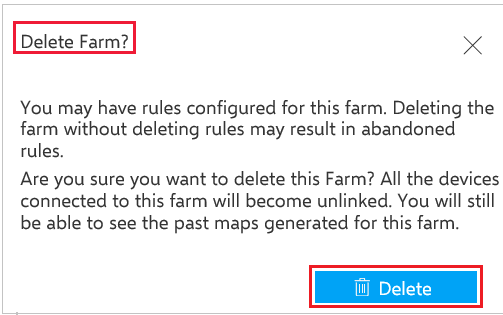 Delete Farm?
You may have rules configured for this farm. Deleting the
farm without deleting rules may result in abandoned
rules.
Are you sure you want to delete this Farm? All the devices
connected to this farm will become unlinked. You will still
be able to see the past maps generated for this farm.
Delete